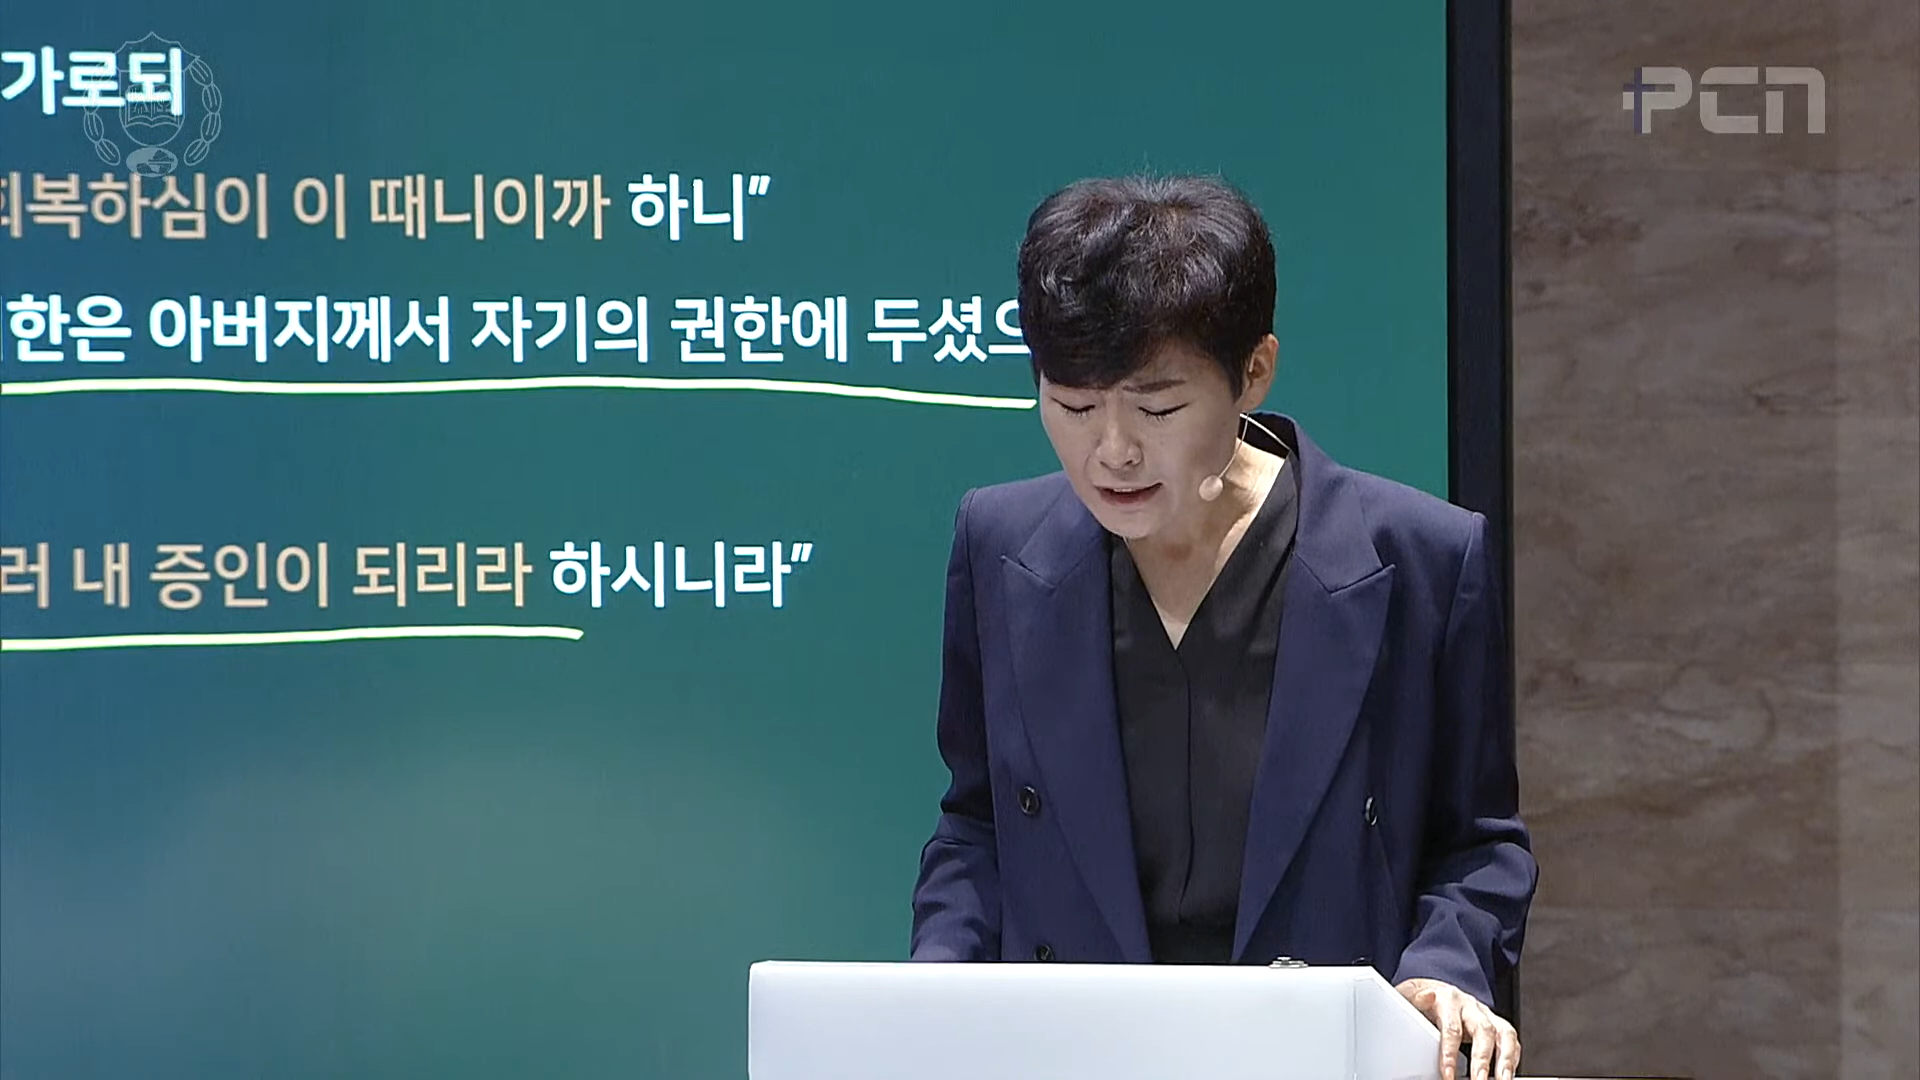 가로되
PCN
회복하심이 이 때니이까 하니”
한은 아버지께서 자기의 권한에 두셨으
러 내 증인이 되리라 하시니라”